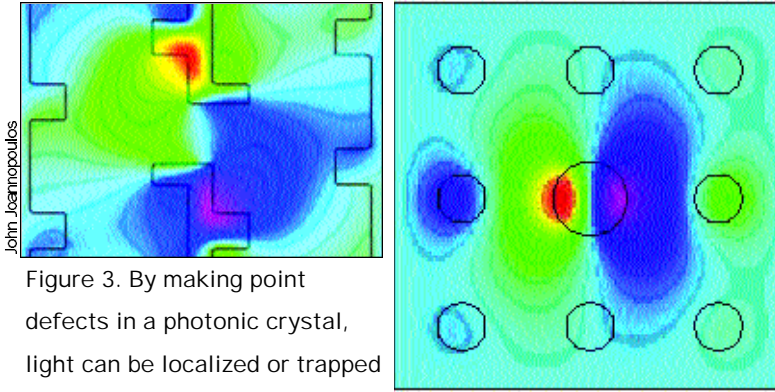 John Joannopoulos
Figure 3. By making point
defects in a photonic crystal,
light can be localized or trapped